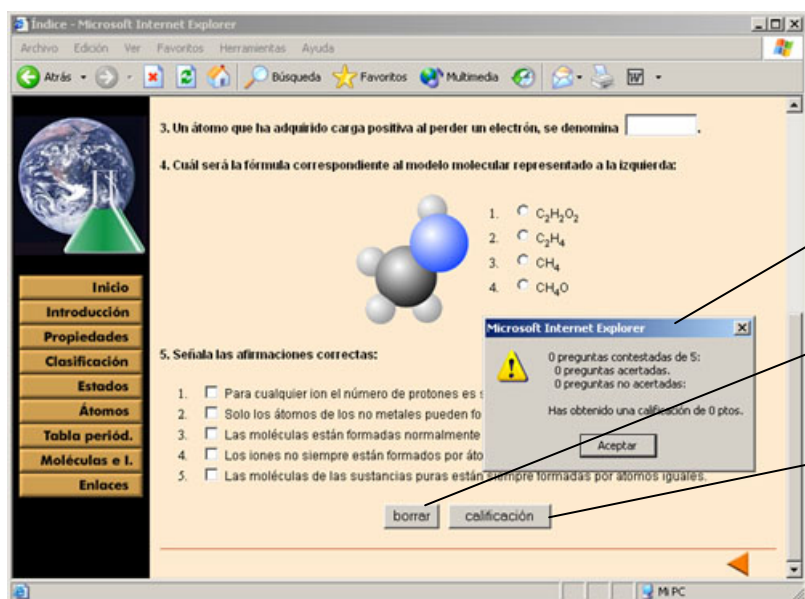 Índice - Microsoft Internet Explorer
Archivo Edición Ver Favoritos Herramientas Ayuda
Atrás Búsqueda Favoritos Multimedia
3. Un átomo que ha adquirido carga positiva al perder un electrón, se denomina .
4. Cuál será la fórmula correspondiente al modelo molecular representado a la izquierda:
1. C₂H₂O₂
2. C₂H₄
3. CH₄
4. CH₄O
Inicio
Introducción
Propiedades
Clasificación
Estados
Átomos
Tabla periód.
Moléculas e I.
Enlaces
Microsoft Internet Explorer
0 preguntas contestadas de 5:
0 preguntas acertadas.
0 preguntas no acertadas:
Has obtenido una calificación de 0 ptos.
Aceptar
5. Señala las afirmaciones correctas:
1. Para cualquier ion el número de protones es
2. Solo los átomos de los no metales pueden fo
3. Las moléculas están formadas normalmente
4. Los iones no siempre están formados por áto
5. Las moléculas de las sustancias puras están siempre formadas por átomos iguales.
borrar calificación
Mi PC